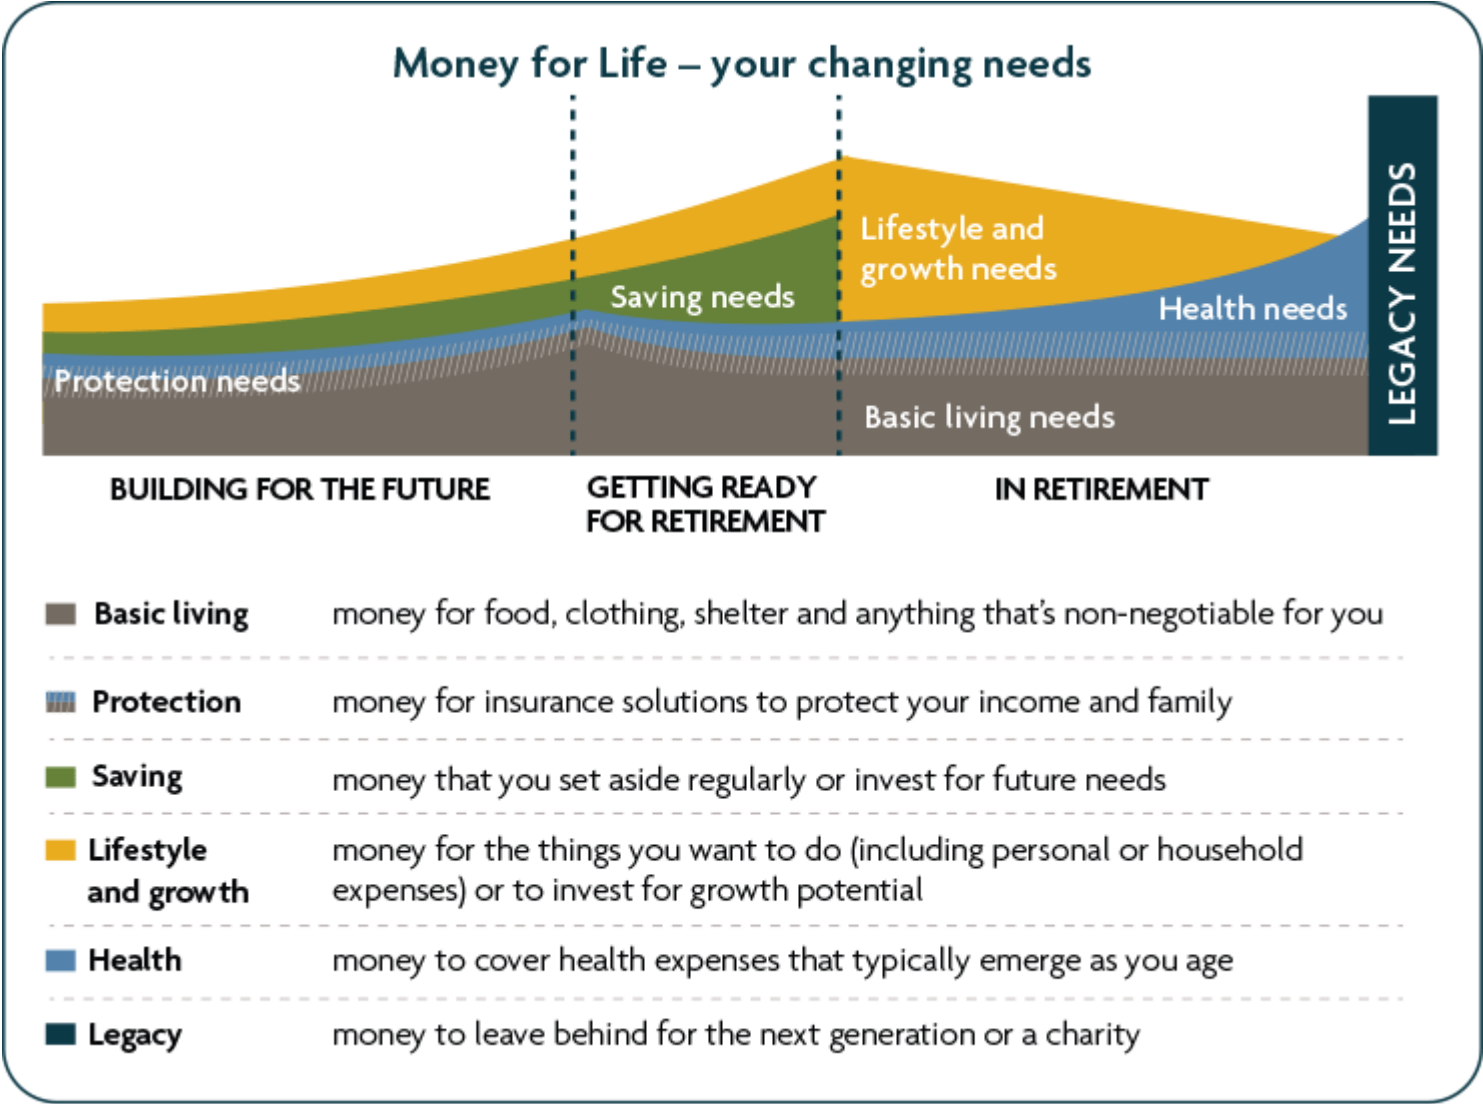 Money for Life – your changing needs
Lifestyle and
growth needs
Saving needs
Health needs
Protection needs
Basic living needs
LEGACY NEEDS
BUILDING FOR THE FUTURE
GETTING READY
FOR RETIREMENT
IN RETIREMENT
Basic living money for food, clothing, shelter and anything that's non-negotiable for you
Protection money for insurance solutions to protect your income and family
Saving money that you set aside regularly or invest for future needs
Lifestyle money for the things you want to do (including personal or household
and growth expenses) or to invest for growth potential
Health money to cover health expenses that typically emerge as you age
Legacy money to leave behind for the next generation or a charity